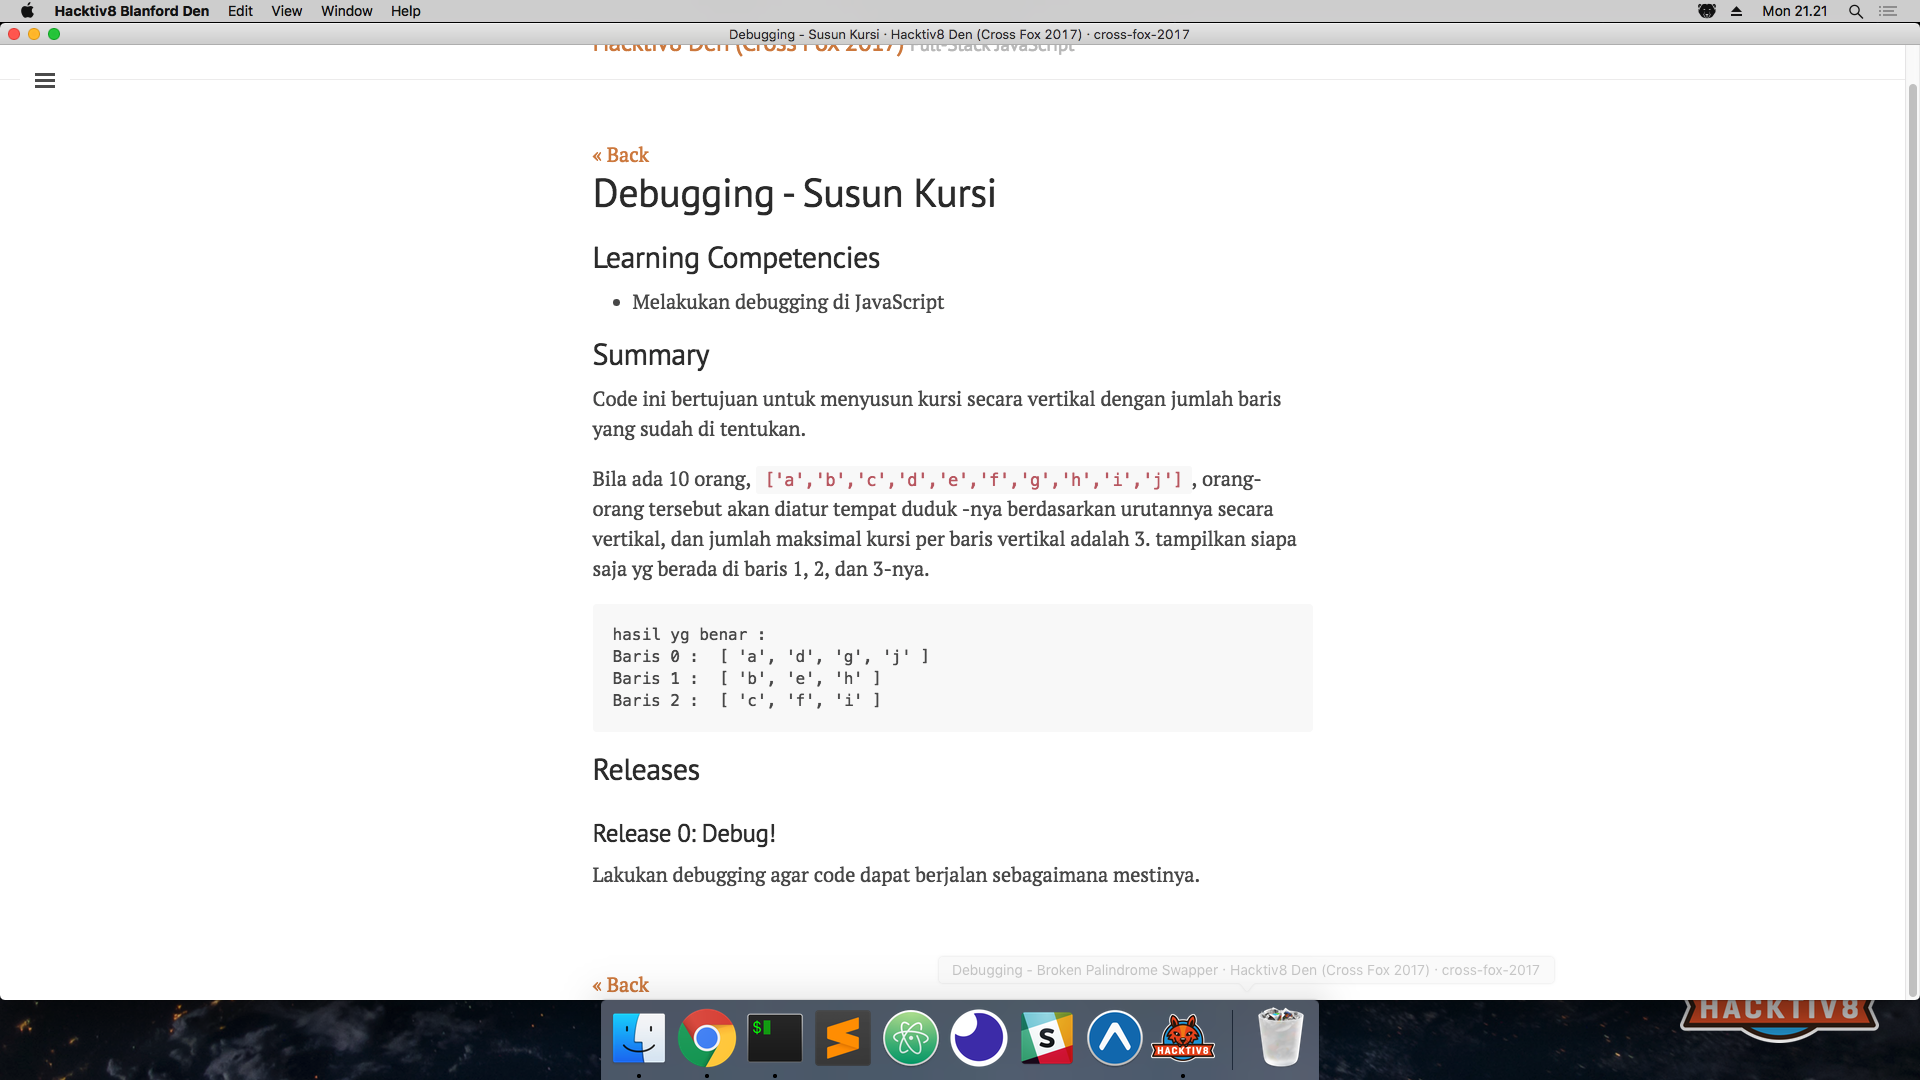 Hacktiv8 Blanford Den Edit View Window Help Mon 21.21
Debugging - Susun Kursi · Hacktiv8 Den (Cross Fox 2017) · cross-fox-2017
Hacktiv8 Den (Cross Fox 2017) Full-Stack JavaScript
« Back
Debugging - Susun Kursi
Learning Competencies
• Melakukan debugging di JavaScript
Summary
Code ini bertujuan untuk menyusun kursi secara vertikal dengan jumlah baris
yang sudah di tentukan.
Bila ada 10 orang, ['a','b','c','d','e','f','g','h','i','j'] , orang-
orang tersebut akan diatur tempat duduk -nya berdasarkan urutannya secara
vertikal, dan jumlah maksimal kursi per baris vertikal adalah 3. tampilkan siapa
saja yg berada di baris 1, 2, dan 3-nya.
hasil yg benar :
Baris 0 :  [ 'a', 'd', 'g', 'j' ]
Baris 1 :  [ 'b', 'e', 'h' ]
Baris 2 :  [ 'c', 'f', 'i' ]
Releases
Release 0: Debug!
Lakukan debugging agar code dapat berjalan sebagaimana mestinya.
Debugging - Broken Palindrome Swapper · Hacktiv8 Den (Cross Fox 2017) · cross-fox-2017
« Back
HACKTIV8
$
S
HACKTIV8